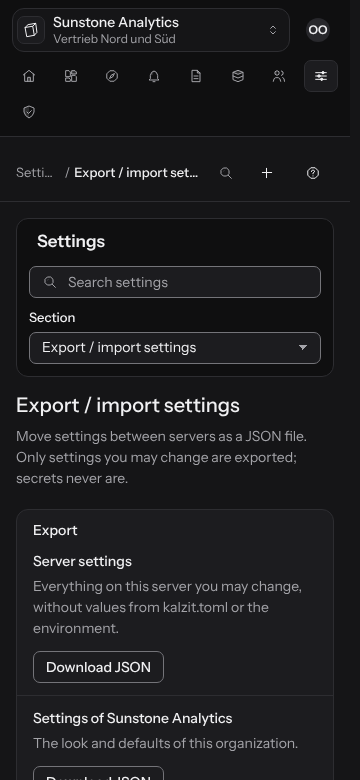 Sunstone Analytics
Vertrieb Nord und Süd
OO
Setti... / Export / import set...
Settings
Search settings
Section
Export / import settings
Export / import settings
Move settings between servers as a JSON file.
Only settings you may change are exported;
secrets never are.
Export
Server settings
Everything on this server you may change,
without values from kalzit.toml or the
environment.
Download JSON
Settings of Sunstone Analytics
The look and defaults of this organization.
Download JSON